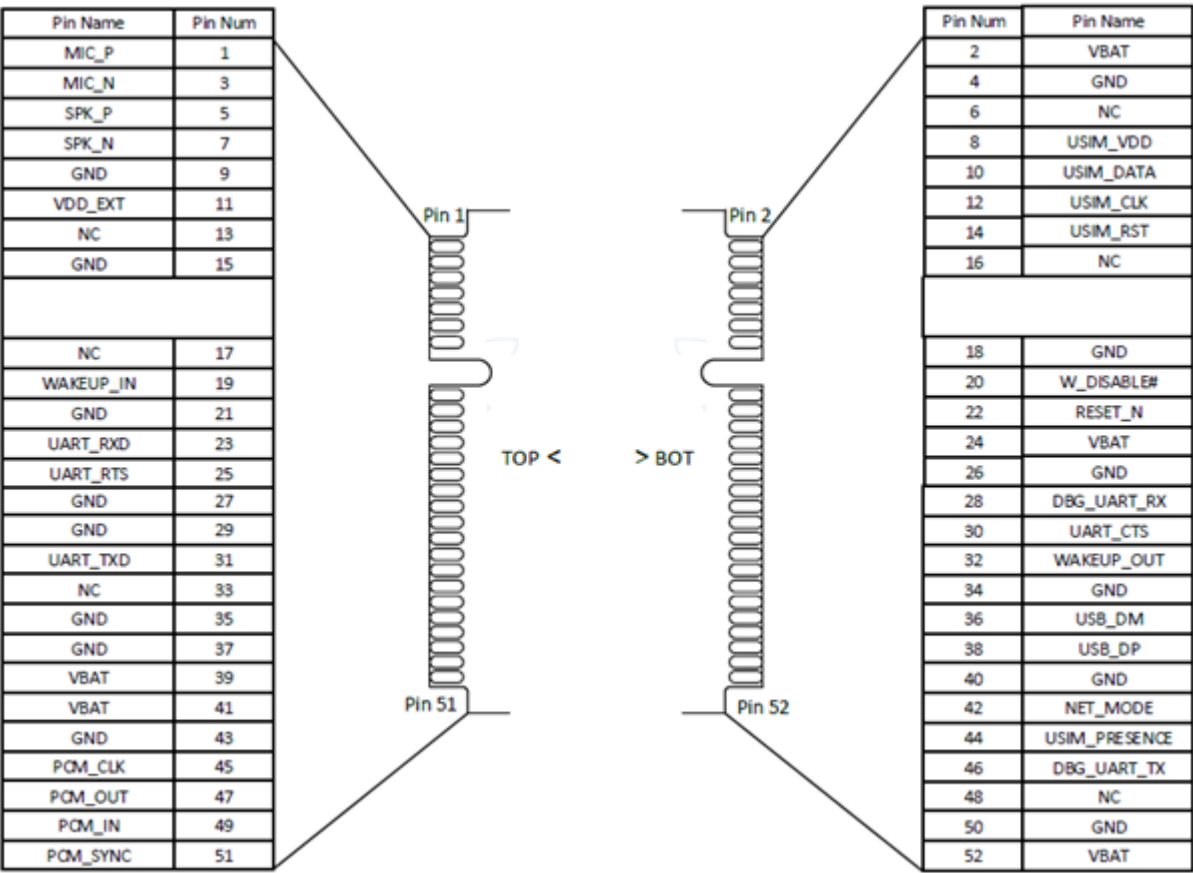 Pin Name Pin Num
MIC_P 1
MIC_N 3
SPK_P 5
SPK_N 7
GND 9
VDD_EXT 11
NC 13
GND 15
NC 17
WAKEUP_IN 19
GND 21
UART_RXD 23
UART_RTS 25
GND 27
GND 29
UART_TXD 31
NC 33
GND 35
GND 37
VBAT 39
VBAT 41
GND 43
PCM_CLK 45
PCM_OUT 47
PCM_IN 49
PCM_SYNC 51
Pin 1
Pin 2
TOP <
> BOT
Pin 51
Pin 52
Pin Num Pin Name
2 VBAT
4 GND
6 NC
8 USIM_VDD
10 USIM_DATA
12 USIM_CLK
14 USIM_RST
16 NC
18 GND
20 W_DISABLE#
22 RESET_N
24 VBAT
26 GND
28 DBG_UART_RX
30 UART_CTS
32 WAKEUP_OUT
34 GND
36 USB_DM
38 USB_DP
40 GND
42 NET_MODE
44 USIM_PRESENCE
46 DBG_UART_TX
48 NC
50 GND
52 VBAT